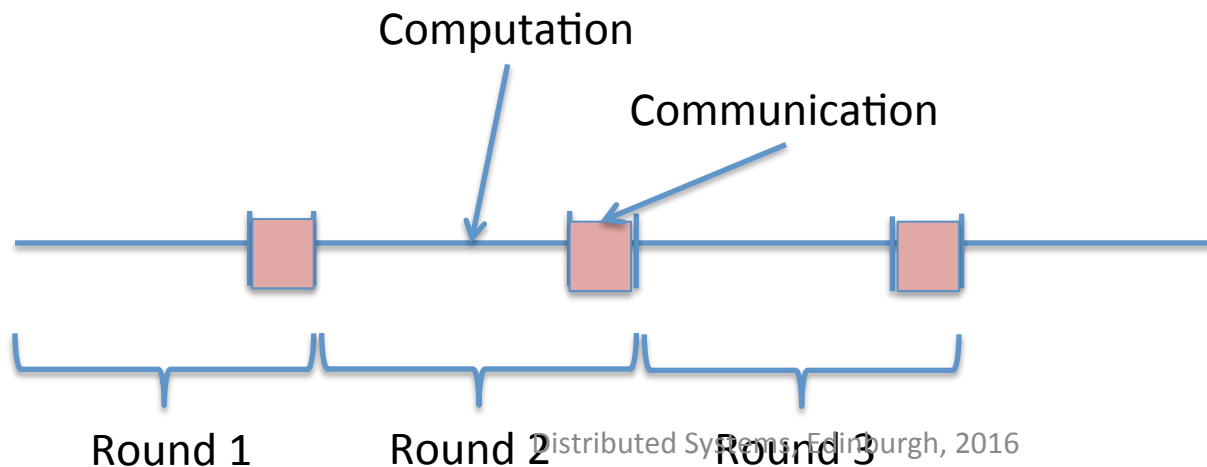 Computation
Communication
Round 1
Round 2
Round 3
Distributed Systems, Edinburgh, 2016